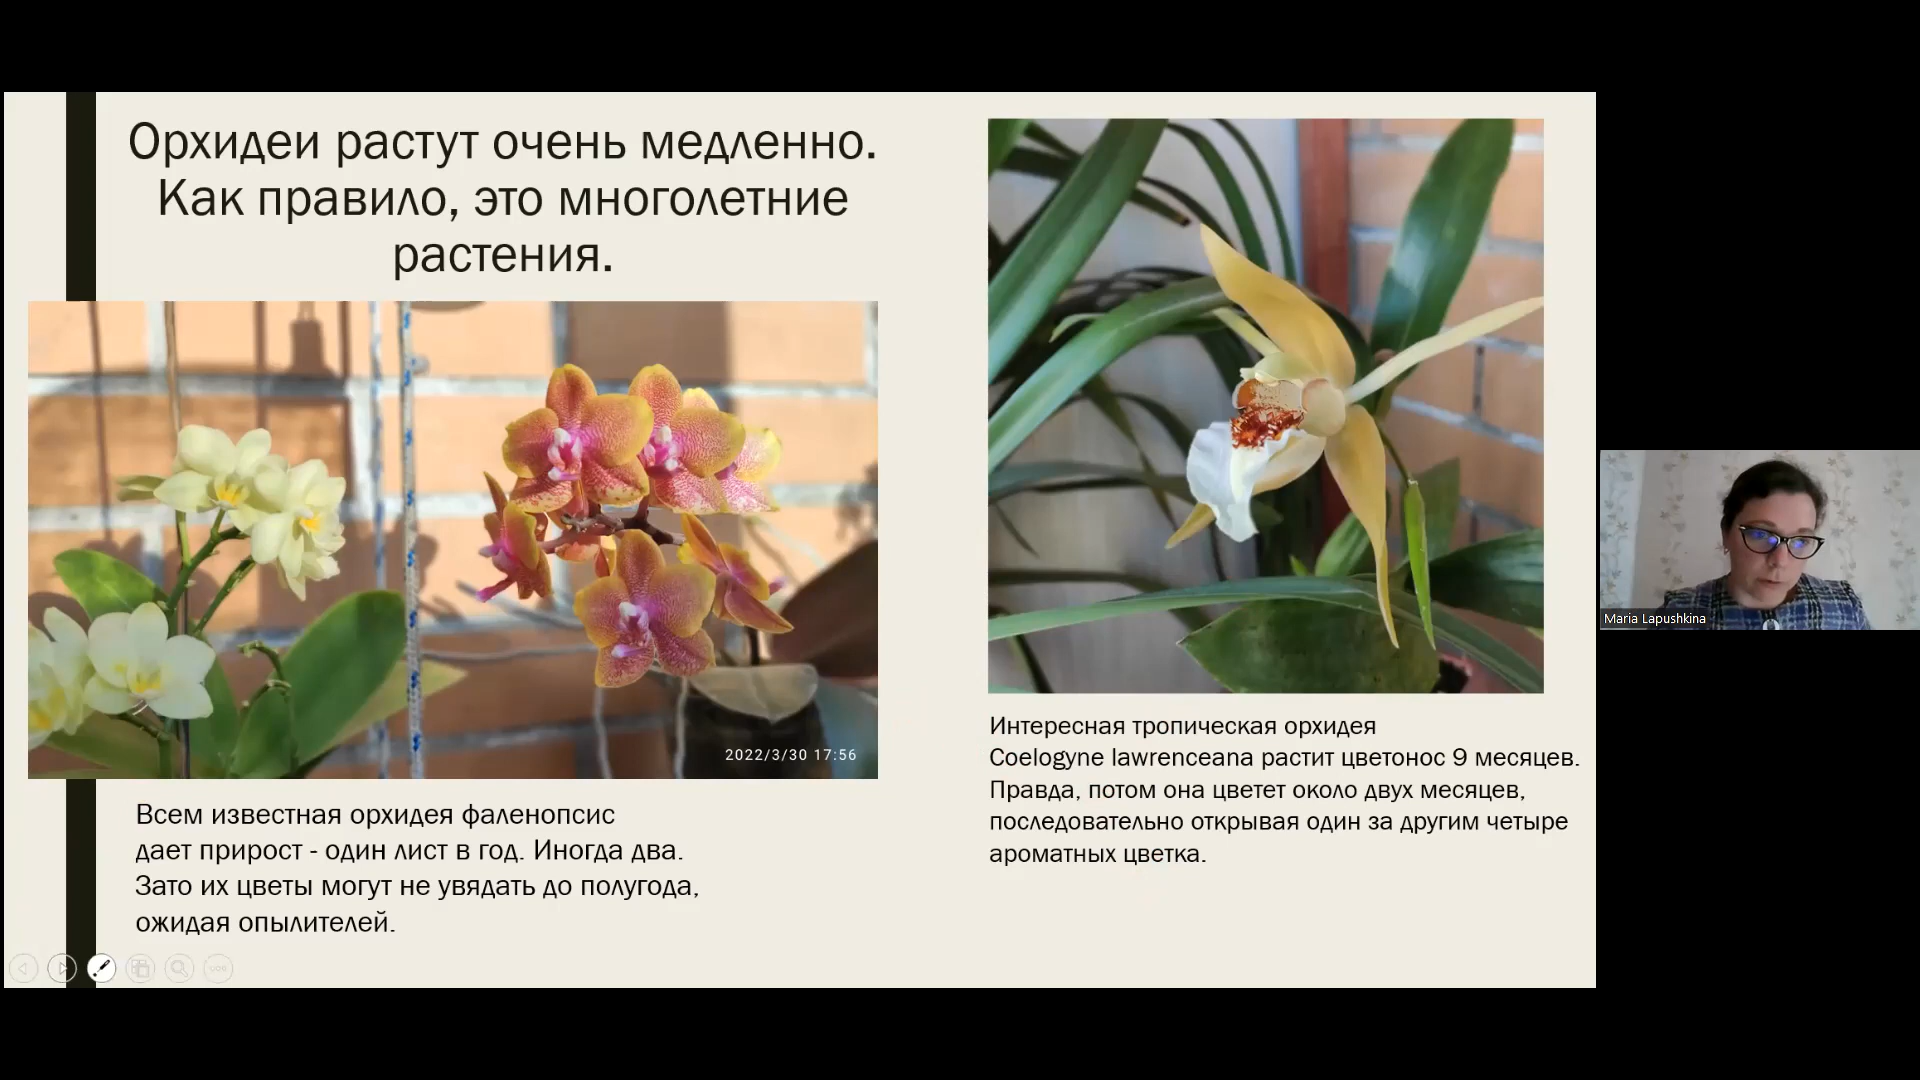 Орхидеи растут очень медленно.
Как правило, это многолетние
растения.
2022/3/30 17:56
Всем известная орхидея фаленопсис
дает прирост - один лист в год. Иногда два.
Зато их цветы могут не увядать до полугода,
ожидая опылителей.
Интересная тропическая орхидея
Coelogyne lawrenceana растит цветонос 9 месяцев.
Правда, потом она цветет около двух месяцев,
последовательно открывая один за другим четыре
ароматных цветка.
Maria Lapushkina